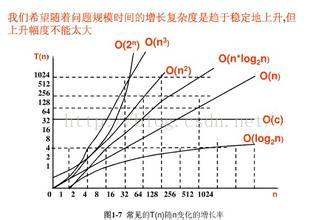 我们希望随着问题规模时间的增长复杂度是趋于稳定地上升,但
上升幅度不能太大
T(n)
O(2ⁿ)
O(n³)
O(n²)
O(n*log₂n)
O(n)
O(c)
O(log₂n)
1024
512
256
128
64
32
16
8
4
2
1
0 1 2 4 8 16 32 64 128 256 512 1024 n
图1-7 常见的T(n)随n变化的增长率